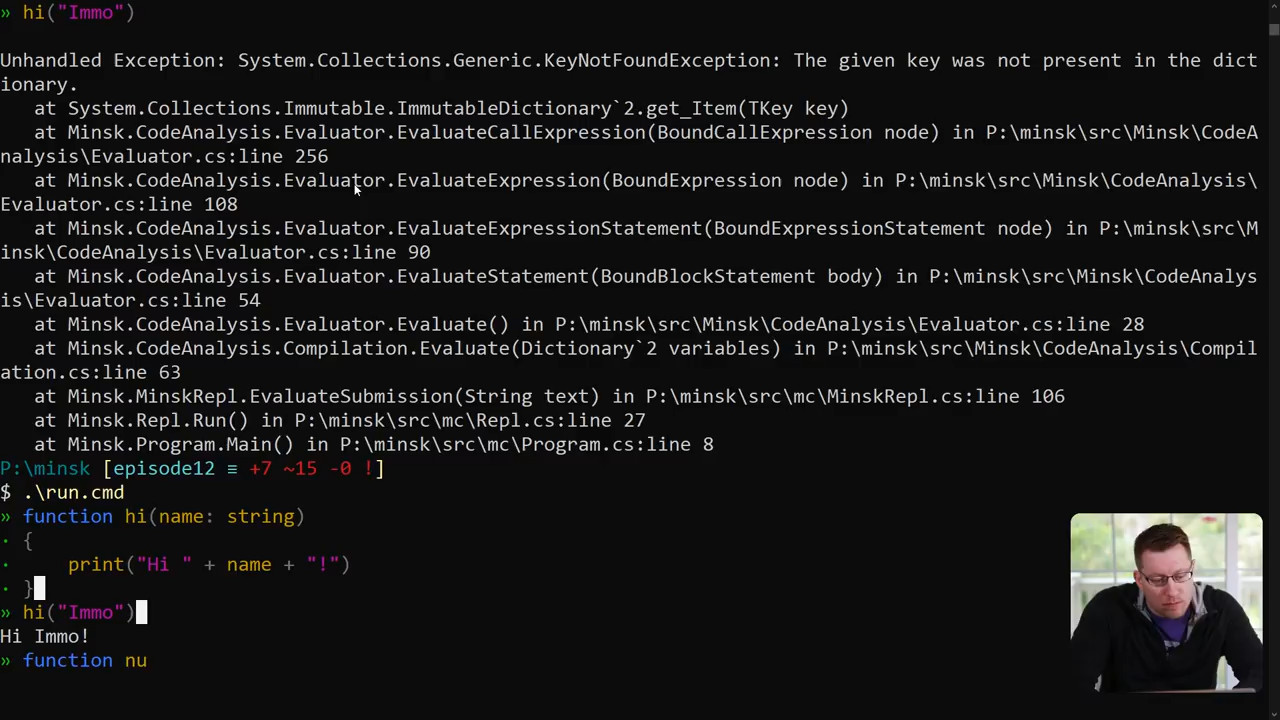 » hi("Immo")
Unhandled Exception: System.Collections.Generic.KeyNotFoundException: The given key was not present in the dict
ionary.
   at System.Collections.Immutable.ImmutableDictionary`2.get_Item(TKey key)
   at Minsk.CodeAnalysis.Evaluator.EvaluateCallExpression(BoundCallExpression node) in P:\minsk\src\Minsk\CodeA
nalysis\Evaluator.cs:line 256
   at Minsk.CodeAnalysis.Evaluator.EvaluateExpression(BoundExpression node) in P:\minsk\src\Minsk\CodeAnalysis\
Evaluator.cs:line 108
   at Minsk.CodeAnalysis.Evaluator.EvaluateExpressionStatement(BoundExpressionStatement node) in P:\minsk\src\M
insk\CodeAnalysis\Evaluator.cs:line 90
   at Minsk.CodeAnalysis.Evaluator.EvaluateStatement(BoundBlockStatement body) in P:\minsk\src\Minsk\CodeAnalys
is\Evaluator.cs:line 54
   at Minsk.CodeAnalysis.Evaluator.Evaluate() in P:\minsk\src\Minsk\CodeAnalysis\Evaluator.cs:line 28
   at Minsk.CodeAnalysis.Compilation.Evaluate(Dictionary`2 variables) in P:\minsk\src\Minsk\CodeAnalysis\Compil
ation.cs:line 63
   at Minsk.MinskRepl.EvaluateSubmission(String text) in P:\minsk\src\mc\MinskRepl.cs:line 106
   at Minsk.Repl.Run() in P:\minsk\src\mc\Repl.cs:line 27
   at Minsk.Program.Main() in P:\minsk\src\mc\Program.cs:line 8
P:\minsk [episode12 ≡ +7 ~15 -0 !]
$ .\run.cmd
» function hi(name: string)
· {
·     print("Hi " + name + "!")
· }
» hi("Immo")
Hi Immo!
» function nu